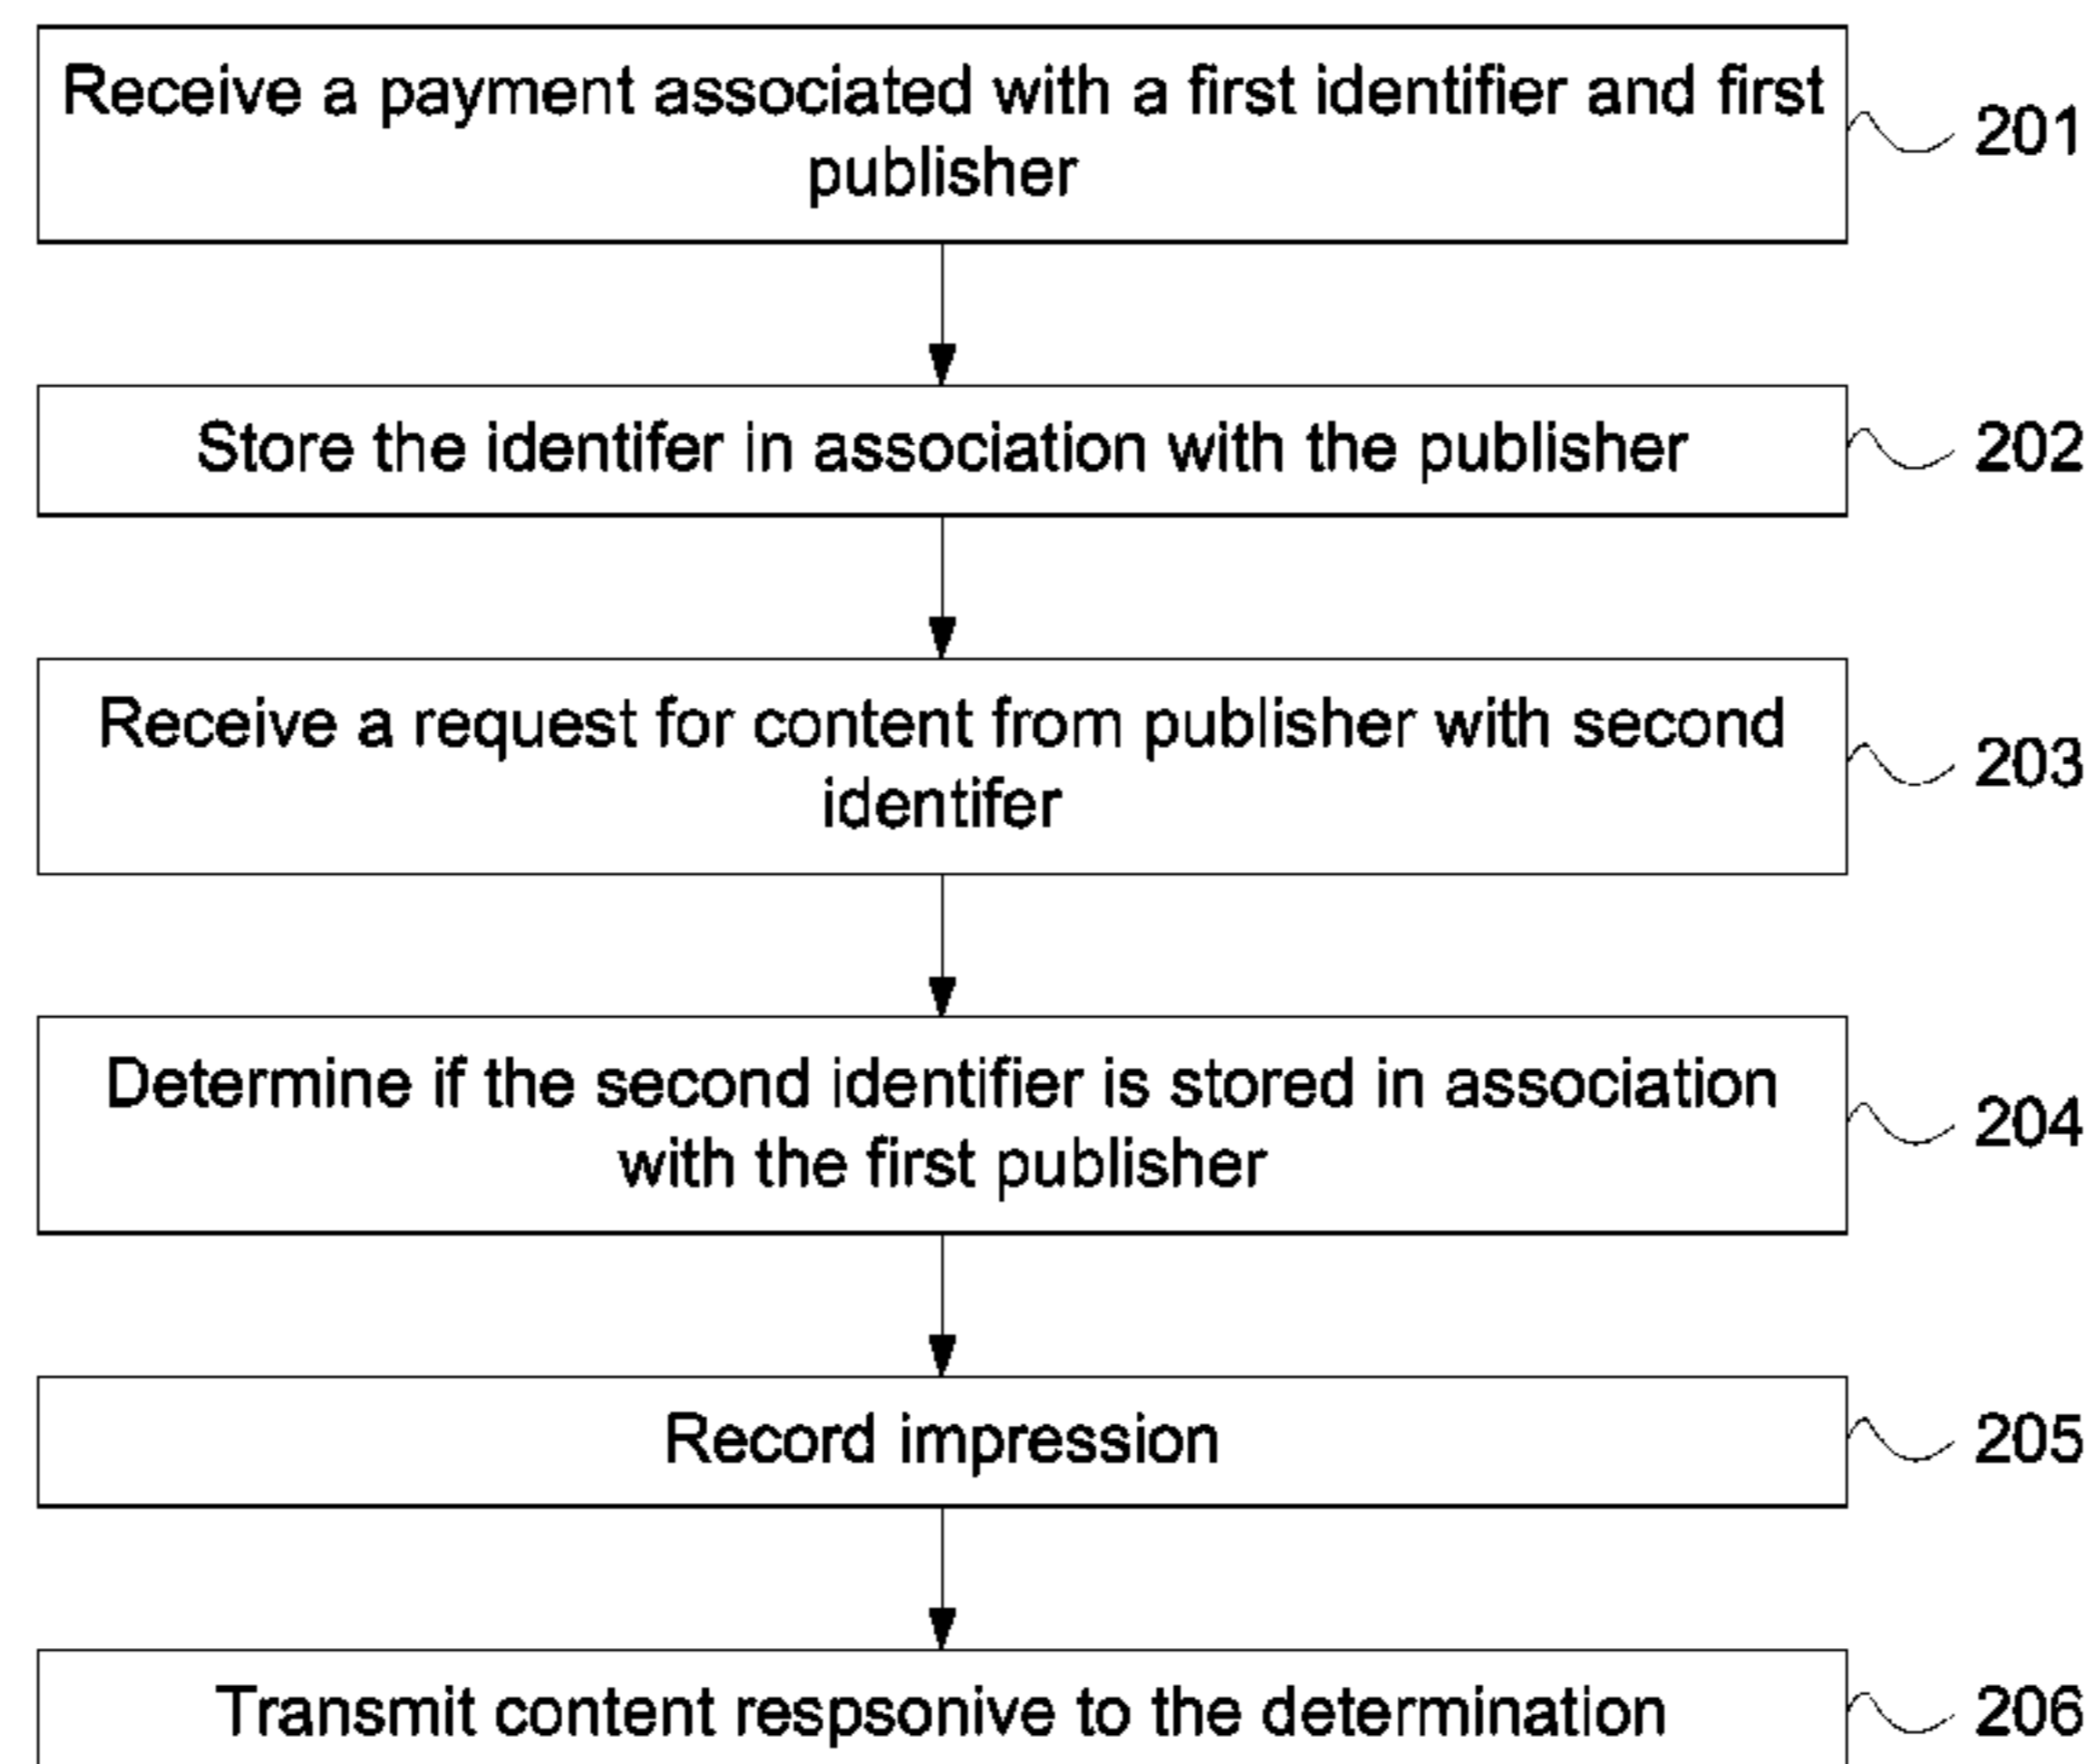 Receive a payment associated with a first identifier and first
publisher
201
Store the identifer in association with the publisher
202
Receive a request for content from publisher with second
identifer
203
Determine if the second identifier is stored in association
with the first publisher
204
Record impression
205
Transmit content respsonive to the determination
206